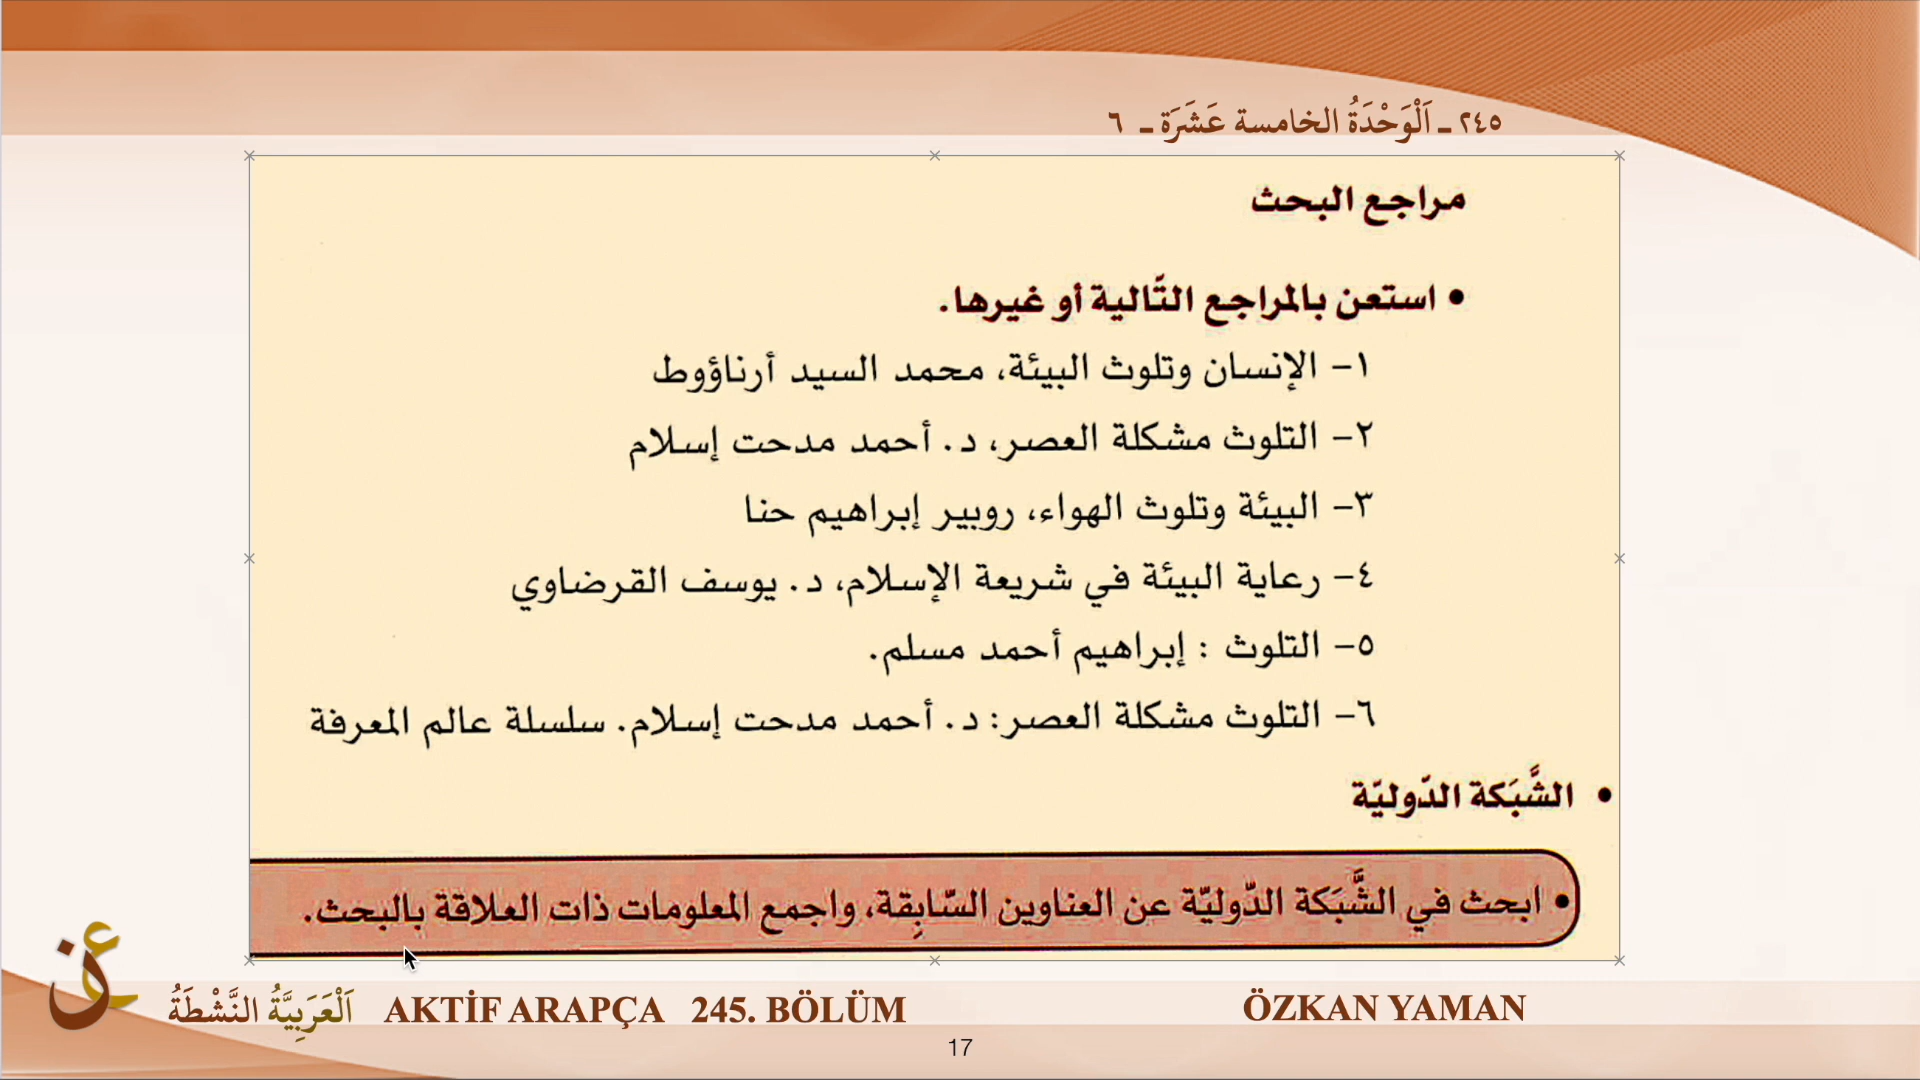 ٢٤٥ ـ اَلْوَحْدَةُ الخامسة عَشَرَة ـ ٦
مراجع البحث
• استعن بالمراجع التّالية أو غيرها.
١- الإنسان وتلوث البيئة، محمد السيد أرناؤوط
٢- التلوث مشكلة العصر، د. أحمد مدحت إسلام
٣- البيئة وتلوث الهواء، روبير إبراهيم حنا
٤- رعاية البيئة في شريعة الإسلام، د. يوسف القرضاوي
٥- التلوث : إبراهيم أحمد مسلم.
٦- التلوث مشكلة العصر: د. أحمد مدحت إسلام. سلسلة عالم المعرفة
• الشَّبَكة الدّوليّة
• ابحث في الشَّبَكة الدّوليّة عن العناوين السّابِقة، واجمع المعلومات ذات العلاقة بالبحث.
اَلْعَرَبِيَّةُ النَّشْطَةُ AKTİF ARAPÇA 245. BÖLÜM ÖZKAN YAMAN
17